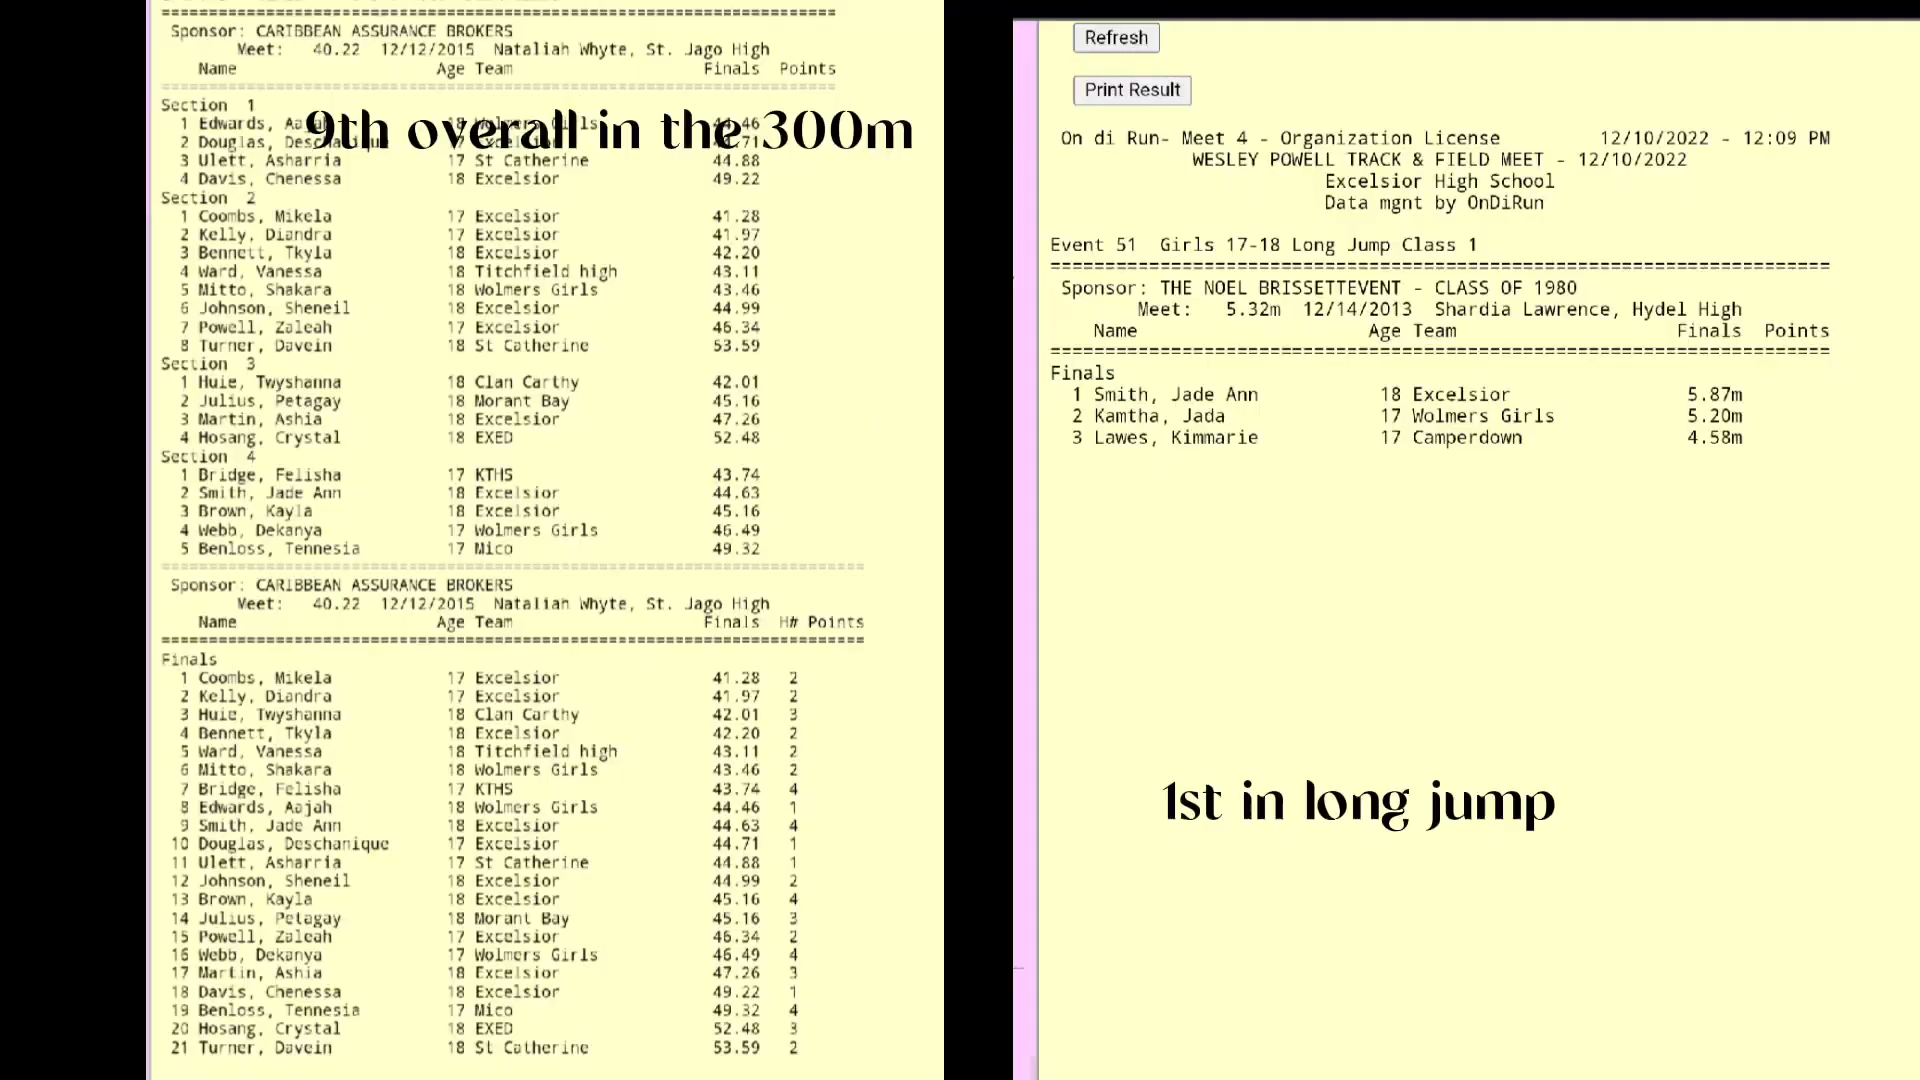 Sponsor: CARIBBEAN ASSURANCE BROKERS
Meet: 40.22 12/12/2015 Nataliah Whyte, St. Jago High
Name Age Team Finals Points
Section 1
1 Edwards, Aajah 18 Wolmers Girls 44.46
9th overall in the 300m
2 Douglas, Deschanique 17 Excelsior 44.71
3 Ulett, Asharria 17 St Catherine 44.88
4 Davis, Chenessa 18 Excelsior 49.22
Section 2
1 Coombs, Mikela 17 Excelsior 41.28
2 Kelly, Diandra 17 Excelsior 41.97
3 Bennett, Tkyla 18 Excelsior 42.20
4 Ward, Vanessa 18 Titchfield high 43.11
5 Mitto, Shakara 18 Wolmers Girls 43.46
6 Johnson, Sheneil 18 Excelsior 44.99
7 Powell, Zaleah 17 Excelsior 46.34
8 Turner, Davein 18 St Catherine 53.59
Section 3
1 Huie, Twyshanna 18 Clan Carthy 42.01
2 Julius, Petagay 18 Morant Bay 45.16
3 Martin, Ashia 18 Excelsior 47.26
4 Hosang, Crystal 18 EXED 52.48
Section 4
1 Bridge, Felisha 17 KTHS 43.74
2 Smith, Jade Ann 18 Excelsior 44.63
3 Brown, Kayla 18 Excelsior 45.16
4 Webb, Dekanya 17 Wolmers Girls 46.49
5 Benloss, Tennesia 17 Mico 49.32
Sponsor: CARIBBEAN ASSURANCE BROKERS
Meet: 40.22 12/12/2015 Nataliah Whyte, St. Jago High
Name Age Team Finals H# Points
Finals
1 Coombs, Mikela 17 Excelsior 41.28 2
2 Kelly, Diandra 17 Excelsior 41.97 2
3 Huie, Twyshanna 18 Clan Carthy 42.01 3
4 Bennett, Tkyla 18 Excelsior 42.20 2
5 Ward, Vanessa 18 Titchfield high 43.11 2
6 Mitto, Shakara 18 Wolmers Girls 43.46 2
7 Bridge, Felisha 17 KTHS 43.74 4
8 Edwards, Aajah 18 Wolmers Girls 44.46 1
9 Smith, Jade Ann 18 Excelsior 44.63 4
10 Douglas, Deschanique 17 Excelsior 44.71 1
11 Ulett, Asharria 17 St Catherine 44.88 1
12 Johnson, Sheneil 18 Excelsior 44.99 2
13 Brown, Kayla 18 Excelsior 45.16 4
14 Julius, Petagay 18 Morant Bay 45.16 3
15 Powell, Zaleah 17 Excelsior 46.34 2
16 Webb, Dekanya 17 Wolmers Girls 46.49 4
17 Martin, Ashia 18 Excelsior 47.26 3
18 Davis, Chenessa 18 Excelsior 49.22 1
19 Benloss, Tennesia 17 Mico 49.32 4
20 Hosang, Crystal 18 EXED 52.48 3
21 Turner, Davein 18 St Catherine 53.59 2
Refresh
Print Result
On di Run- Meet 4 - Organization License 12/10/2022 - 12:09 PM
WESLEY POWELL TRACK & FIELD MEET - 12/10/2022
Excelsior High School
Data mgnt by OnDiRun
Event 51 Girls 17-18 Long Jump Class 1
Sponsor: THE NOEL BRISSETTEVENT - CLASS OF 1980
Meet: 5.32m 12/14/2013 Shardia Lawrence, Hydel High
Name Age Team Finals Points
Finals
1 Smith, Jade Ann 18 Excelsior 5.87m
2 Kamtha, Jada 17 Wolmers Girls 5.20m
3 Lawes, Kimmarie 17 Camperdown 4.58m
1st in long jump